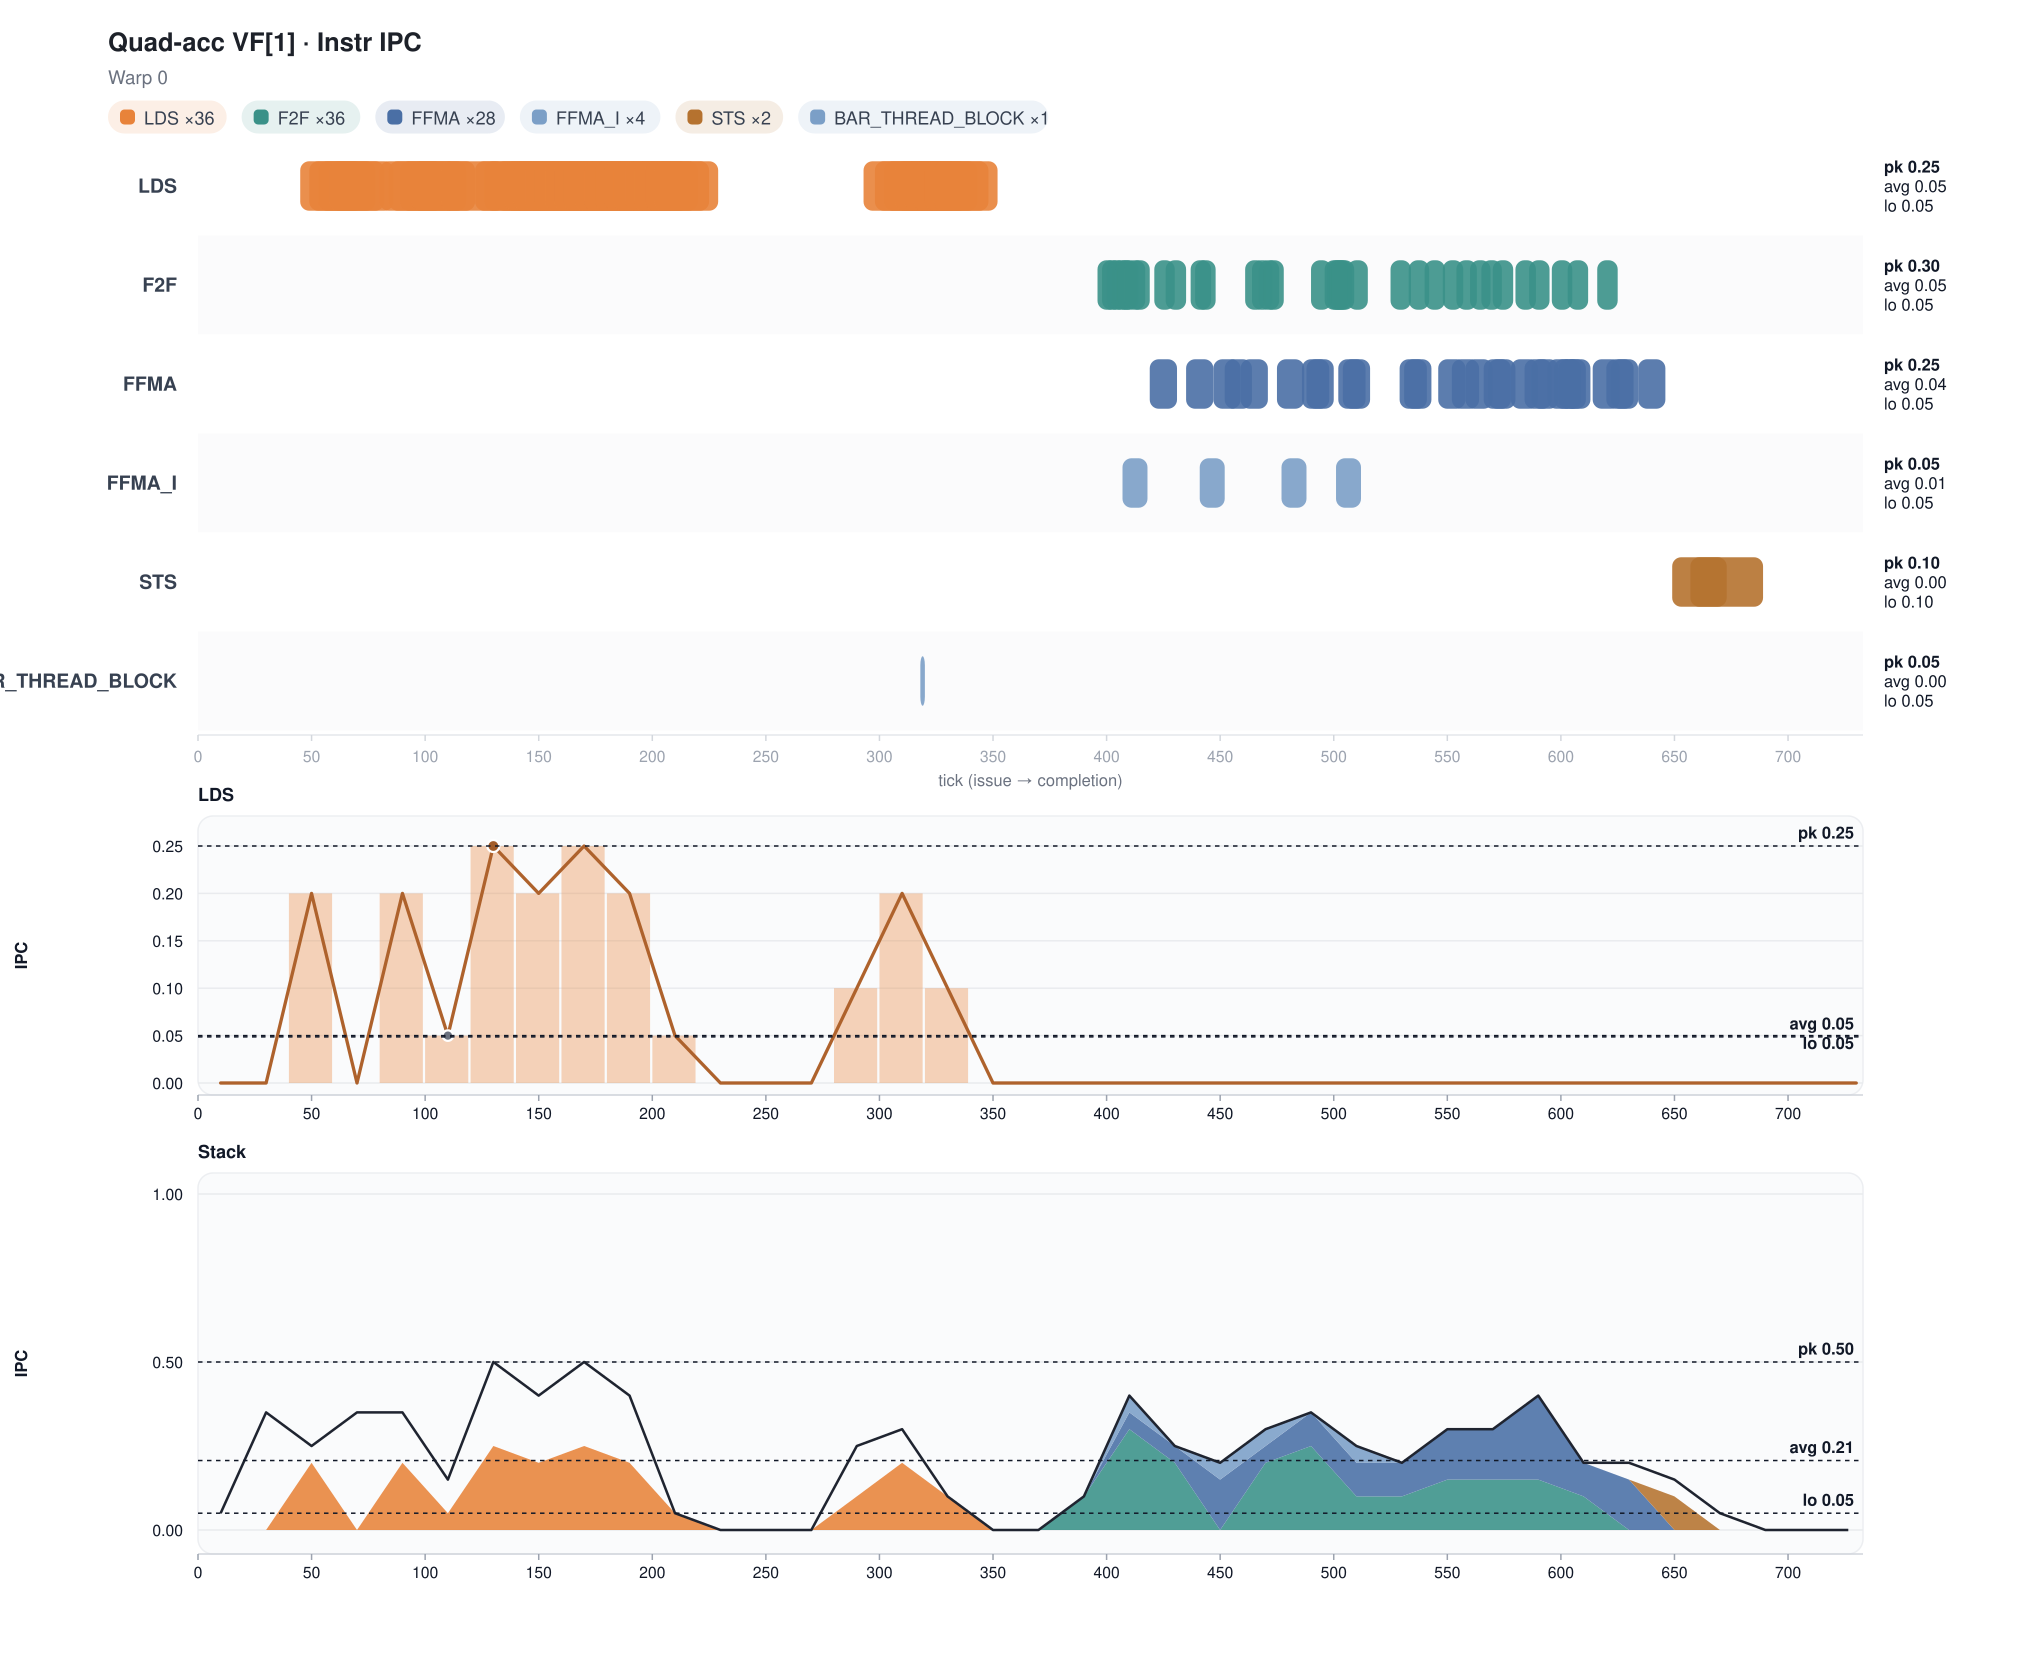 Quad-acc VF[1] · Instr IPC
Warp 0
LDS ×36
F2F ×36
FFMA ×28
FFMA_I ×4
STS ×2
BAR_THREAD_BLOCK ×1
LDS
pk 0.25
avg 0.05
lo 0.05
F2F
pk 0.30
avg 0.05
lo 0.05
FFMA
pk 0.25
avg 0.04
lo 0.05
FFMA_I
pk 0.05
avg 0.01
lo 0.05
STS
pk 0.10
avg 0.00
lo 0.10
R_THREAD_BLOCK
pk 0.05
avg 0.00
lo 0.05
0 50 100 150 200 250 300 350 400 450 500 550 600 650 700
tick (issue → completion)
LDS
IPC
0.25
0.20
0.15
0.10
0.05
0.00
pk 0.25
avg 0.05
lo 0.05
0 50 100 150 200 250 300 350 400 450 500 550 600 650 700
Stack
IPC
1.00
0.50
0.00
pk 0.50
avg 0.21
lo 0.05
0 50 100 150 200 250 300 350 400 450 500 550 600 650 700